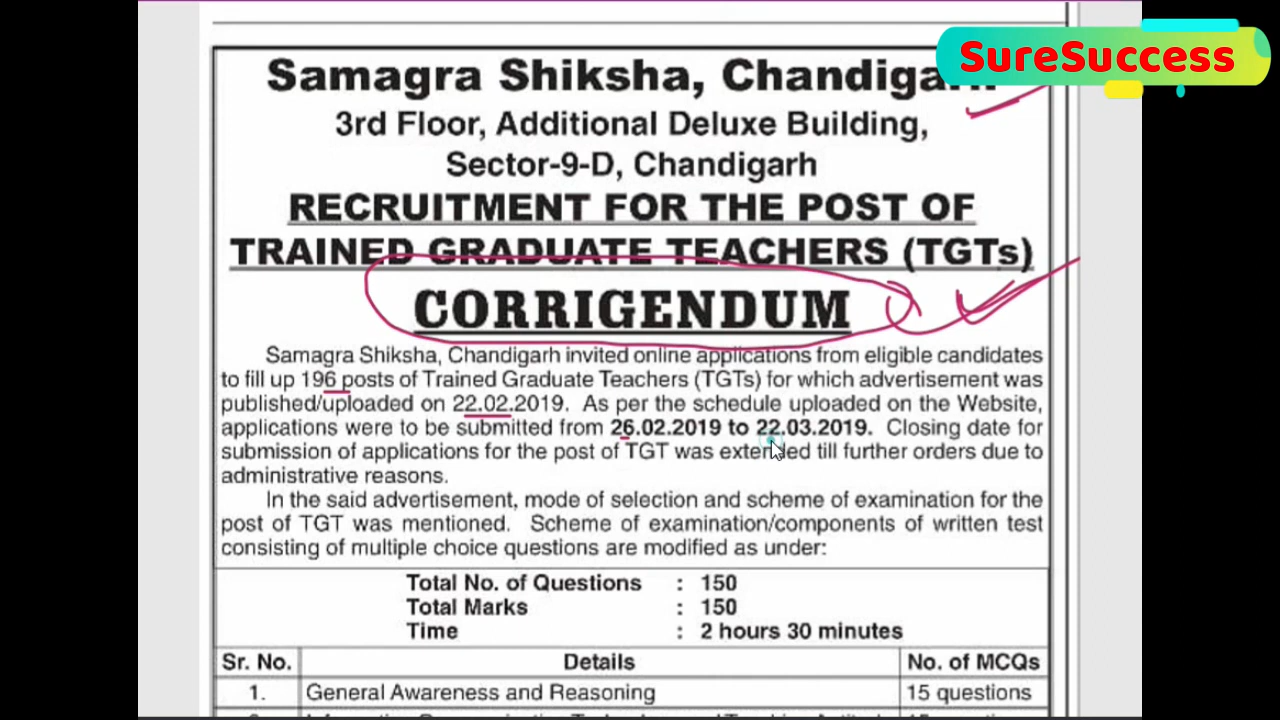 SureSuccess
Samagra Shiksha, Chandigarh
3rd Floor, Additional Deluxe Building,
Sector-9-D, Chandigarh
RECRUITMENT FOR THE POST OF
TRAINED GRADUATE TEACHERS (TGTs)
CORRIGENDUM
Samagra Shiksha, Chandigarh invited online applications from eligible candidates
to fill up 196 posts of Trained Graduate Teachers (TGTs) for which advertisement was
published/uploaded on 22.02.2019. As per the schedule uploaded on the Website,
applications were to be submitted from 26.02.2019 to 22.03.2019. Closing date for
submission of applications for the post of TGT was extended till further orders due to
administrative reasons.
In the said advertisement, mode of selection and scheme of examination for the
post of TGT was mentioned. Scheme of examination/components of written test
consisting of multiple choice questions are modified as under:
Total No. of Questions : 150
Total Marks : 150
Time : 2 hours 30 minutes
Sr. No. Details No. of MCQs
1. General Awareness and Reasoning 15 questions